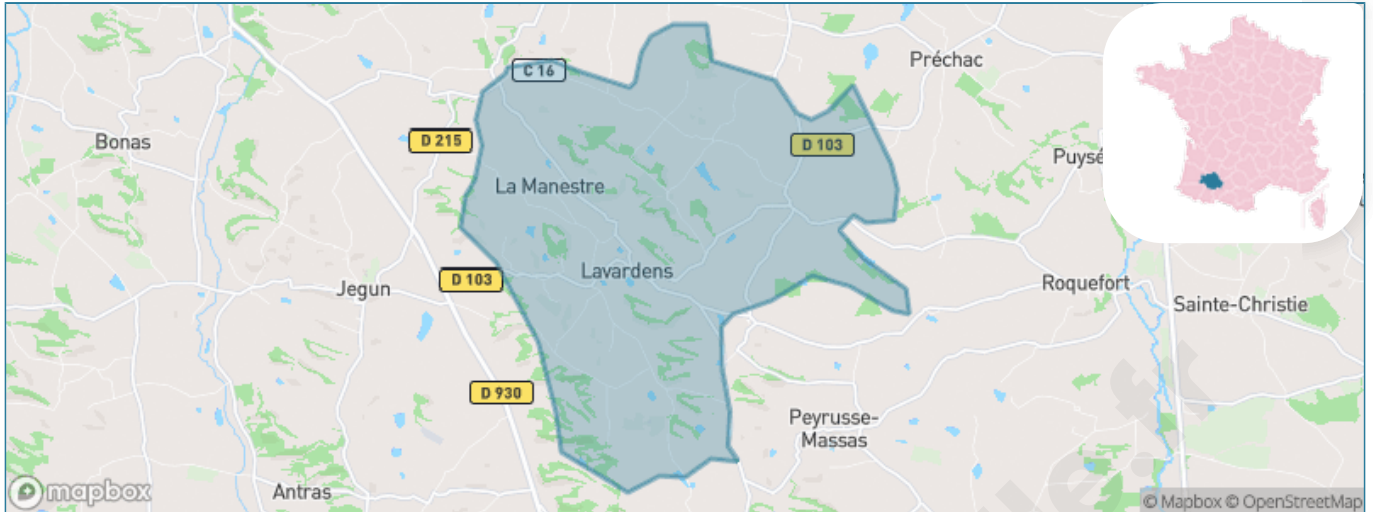 C 16
Préchac
Bonas
D 215
D 103
La Manestre
Lavardens
D 103
Jegun
Roquefort
Sainte-Christie
D 930
Peyrusse-
Massas
Antras
mapbox
© Mapbox © OpenStreetMap